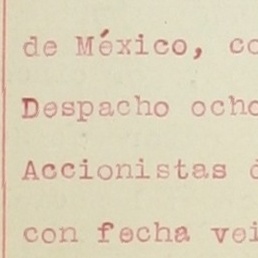 de México, co
Despacho ocho
Accionistas d
con fecha vei